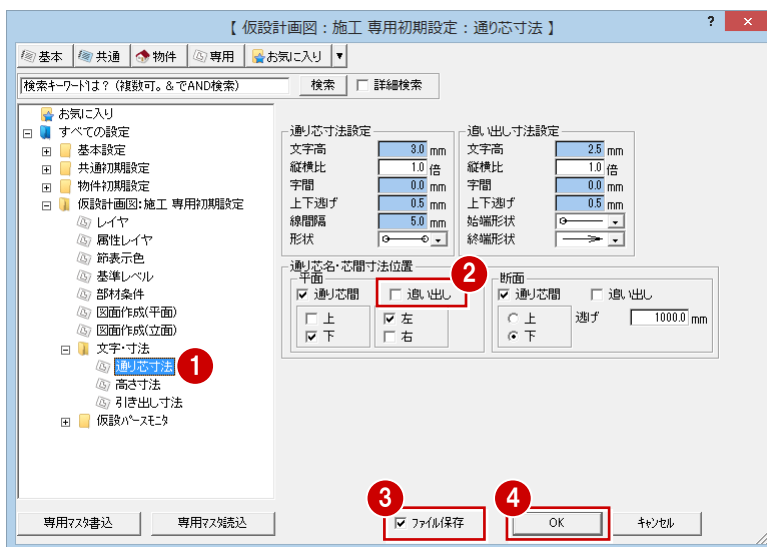 【 仮設計画図：施工 専用初期設定：通り芯寸法 】 ? ×
基本 共通 物件 専用 お気に入り ▼
検索キーワードは？（複数可。＆でAND検索） 検索 詳細検索
お気に入り
すべての設定
基本設定
共通初期設定
物件初期設定
仮設計画図:施工 専用初期設定
レイヤ
属性レイヤ
節表示色
基準レベル
部材条件
図面作成(平面)
図面作成(立面)
文字・寸法
通り芯寸法 1
高さ寸法
引き出し寸法
仮設パースモニタ
通り芯寸法設定
文字高 3.0 mm
縦横比 1.0 倍
字間 0.0 mm
上下逃げ 0.5 mm
線間隔 5.0 mm
形状
追い出し寸法設定
文字高 2.5 mm
縦横比 1.0 倍
字間 0.0 mm
上下逃げ 0.5 mm
始端形状
終端形状
通り芯名・芯間寸法位置 2
平面
通り芯間 追い出し
上 左
下 右
断面
通り芯間 追い出し
上 逃げ 1000.0 mm
下
専用マスタ書込 専用マスタ読込
3 ファイル保存
4 OK
キャンセル